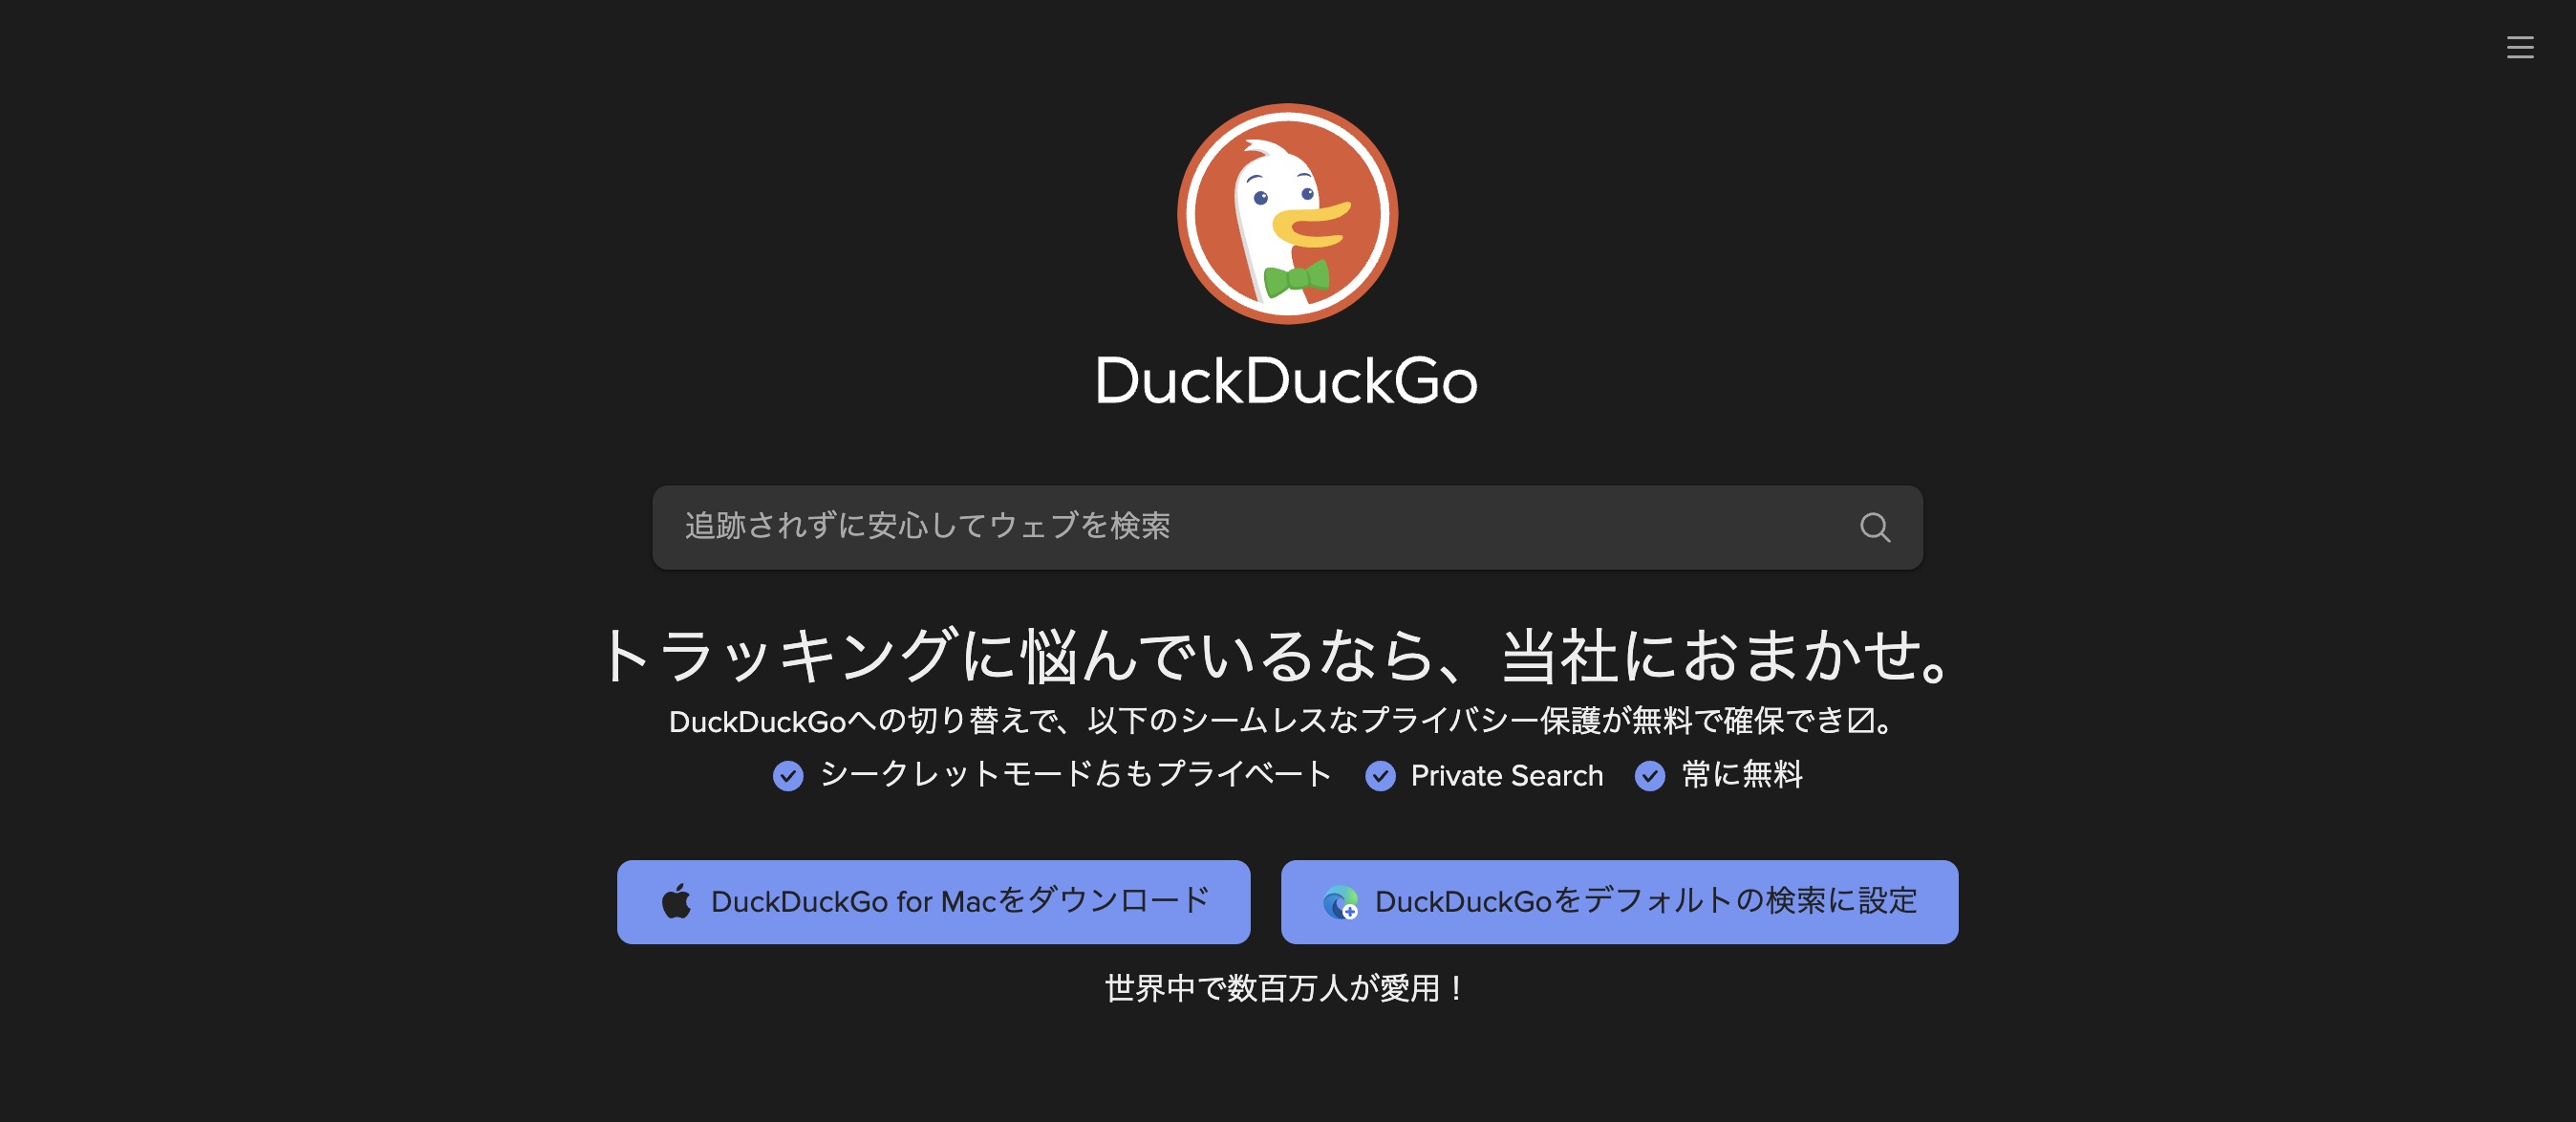 DuckDuckGo
追跡されずに安心してウェブを検索
トラッキングに悩んでいるなら、当社におまかせ。
DuckDuckGoへの切り替えで、以下のシームレスなプライバシー保護が無料で確保でき〼。
シークレットモードゟもプライベート
Private Search
常に無料
DuckDuckGo for Macをダウンロード
DuckDuckGoをデフォルトの検索に設定
世界中で数百万人が愛用！